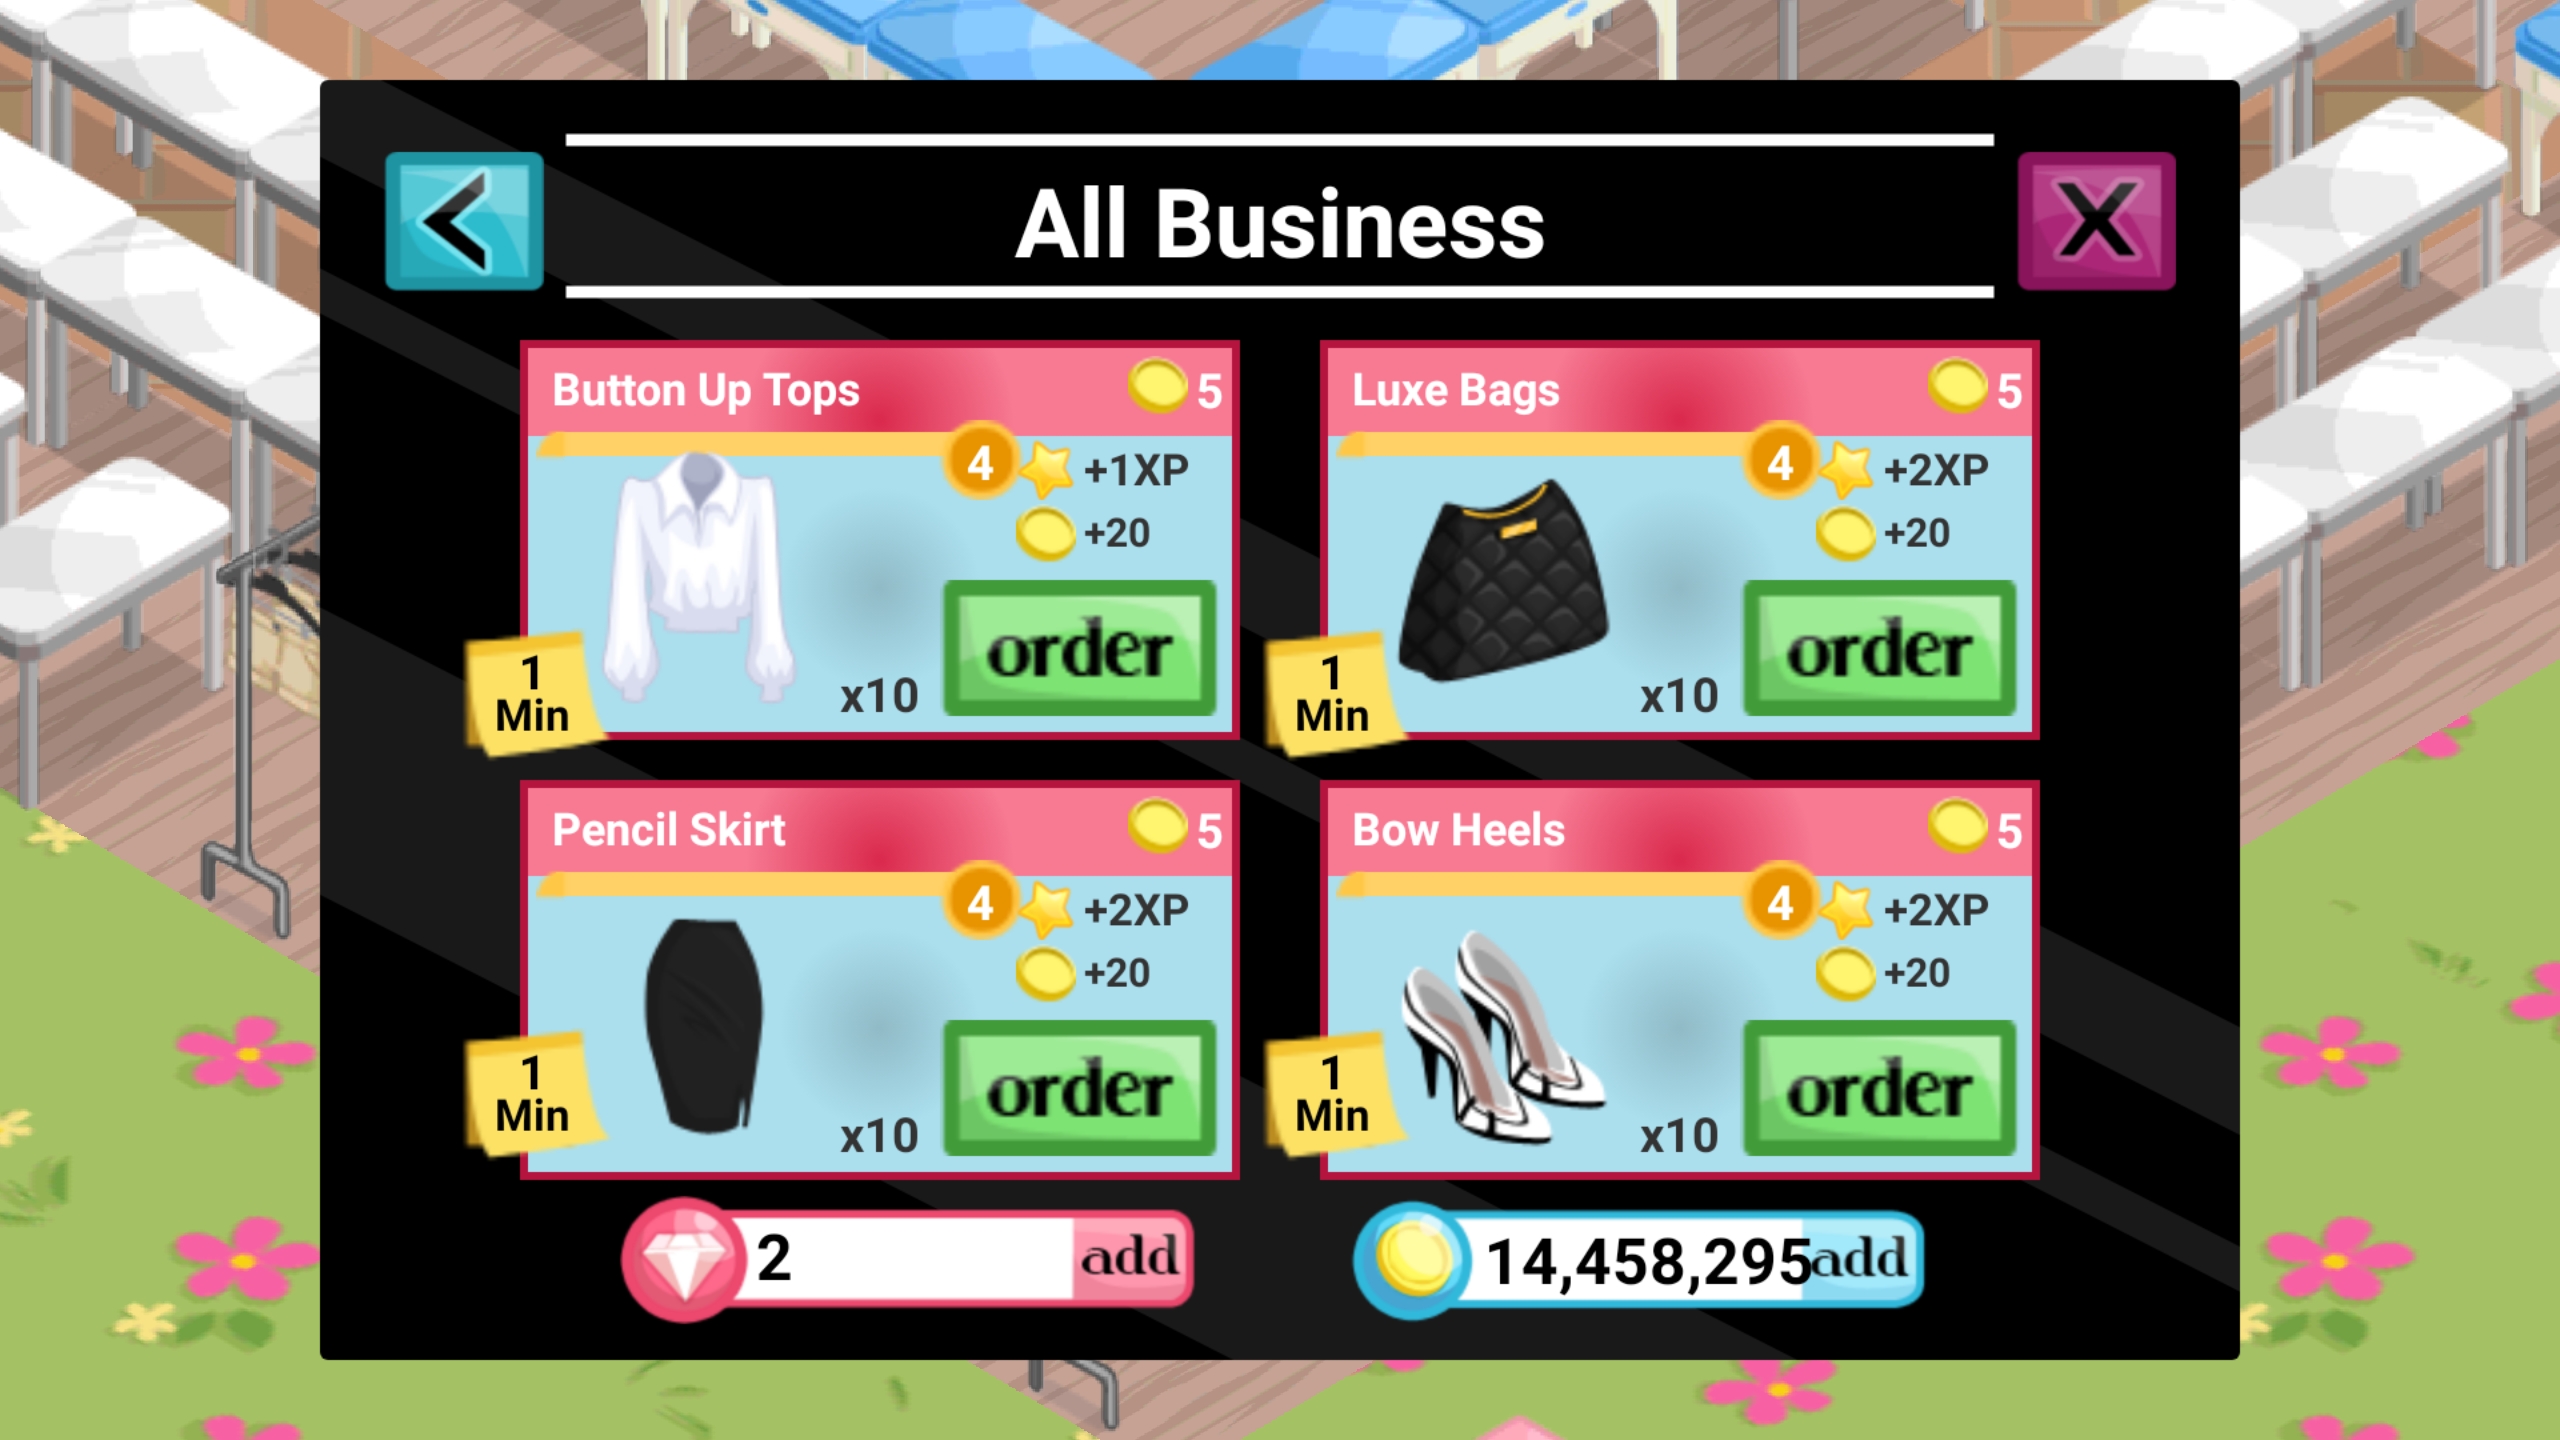 <
All Business
X
Button Up Tops 5
4 +1XP
+20
1
Min
x10
order
Luxe Bags 5
4 +2XP
+20
1
Min
x10
order
Pencil Skirt 5
4 +2XP
+20
1
Min
x10
order
Bow Heels 5
4 +2XP
+20
1
Min
x10
order
2 add
14,458,295 add